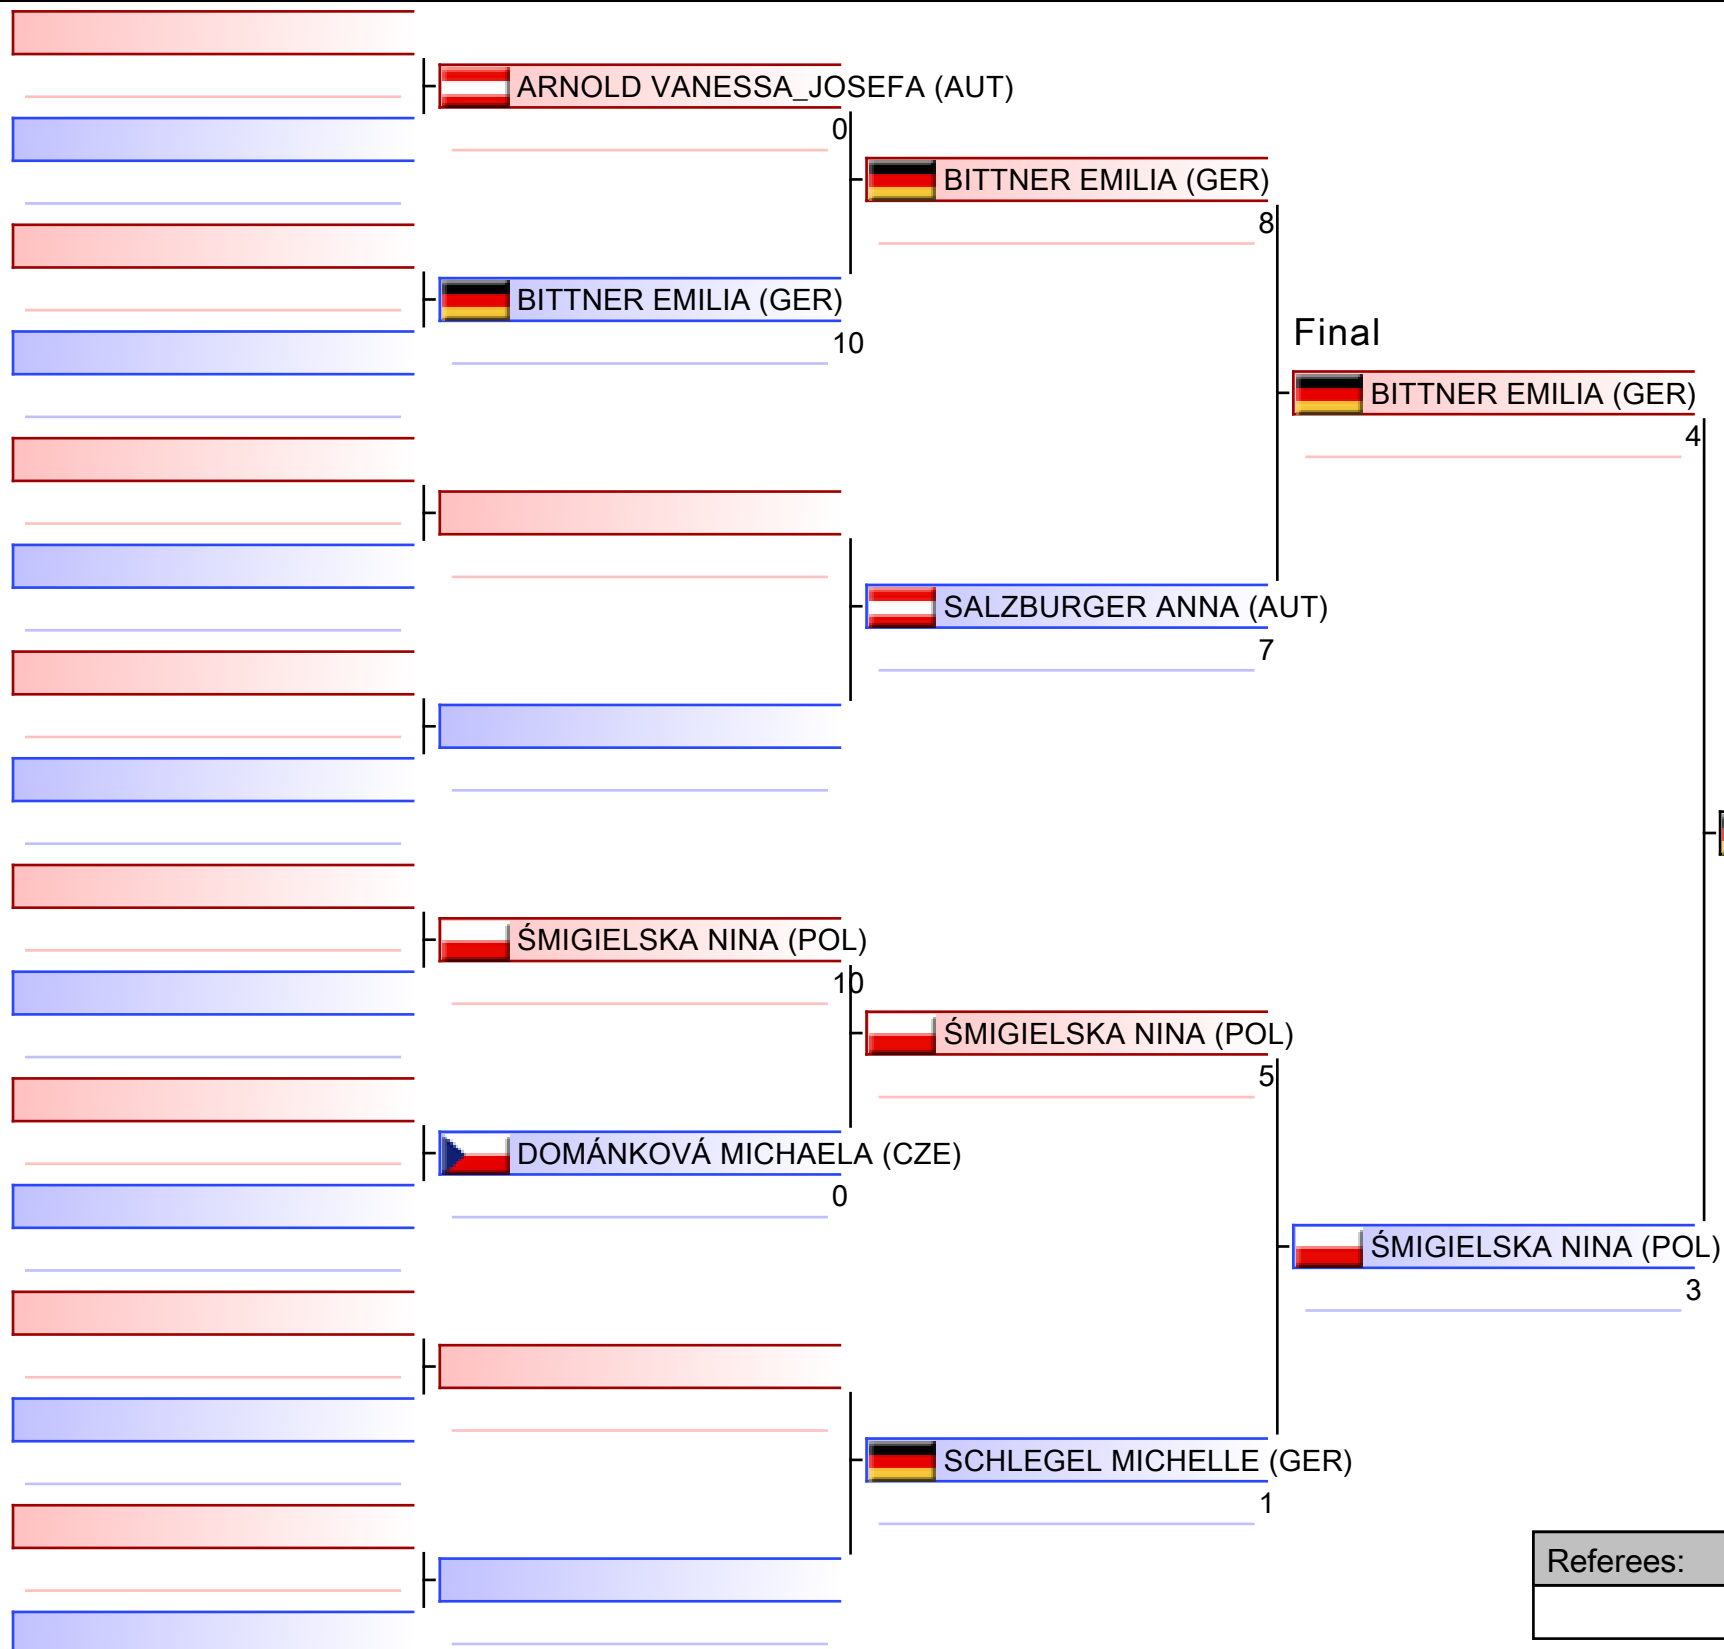 ARNOLD VANESSA_JOSEFA (AUT)
0
BITTNER EMILIA (GER)
8
BITTNER EMILIA (GER)
10
Final
BITTNER EMILIA (GER)
4
SALZBURGER ANNA (AUT)
7
ŚMIGIELSKA NINA (POL)
10
ŚMIGIELSKA NINA (POL)
5
DOMÁNKOVÁ MICHAELA (CZE)
0
ŚMIGIELSKA NINA (POL)
3
SCHLEGEL MICHELLE (GER)
1
Referees: